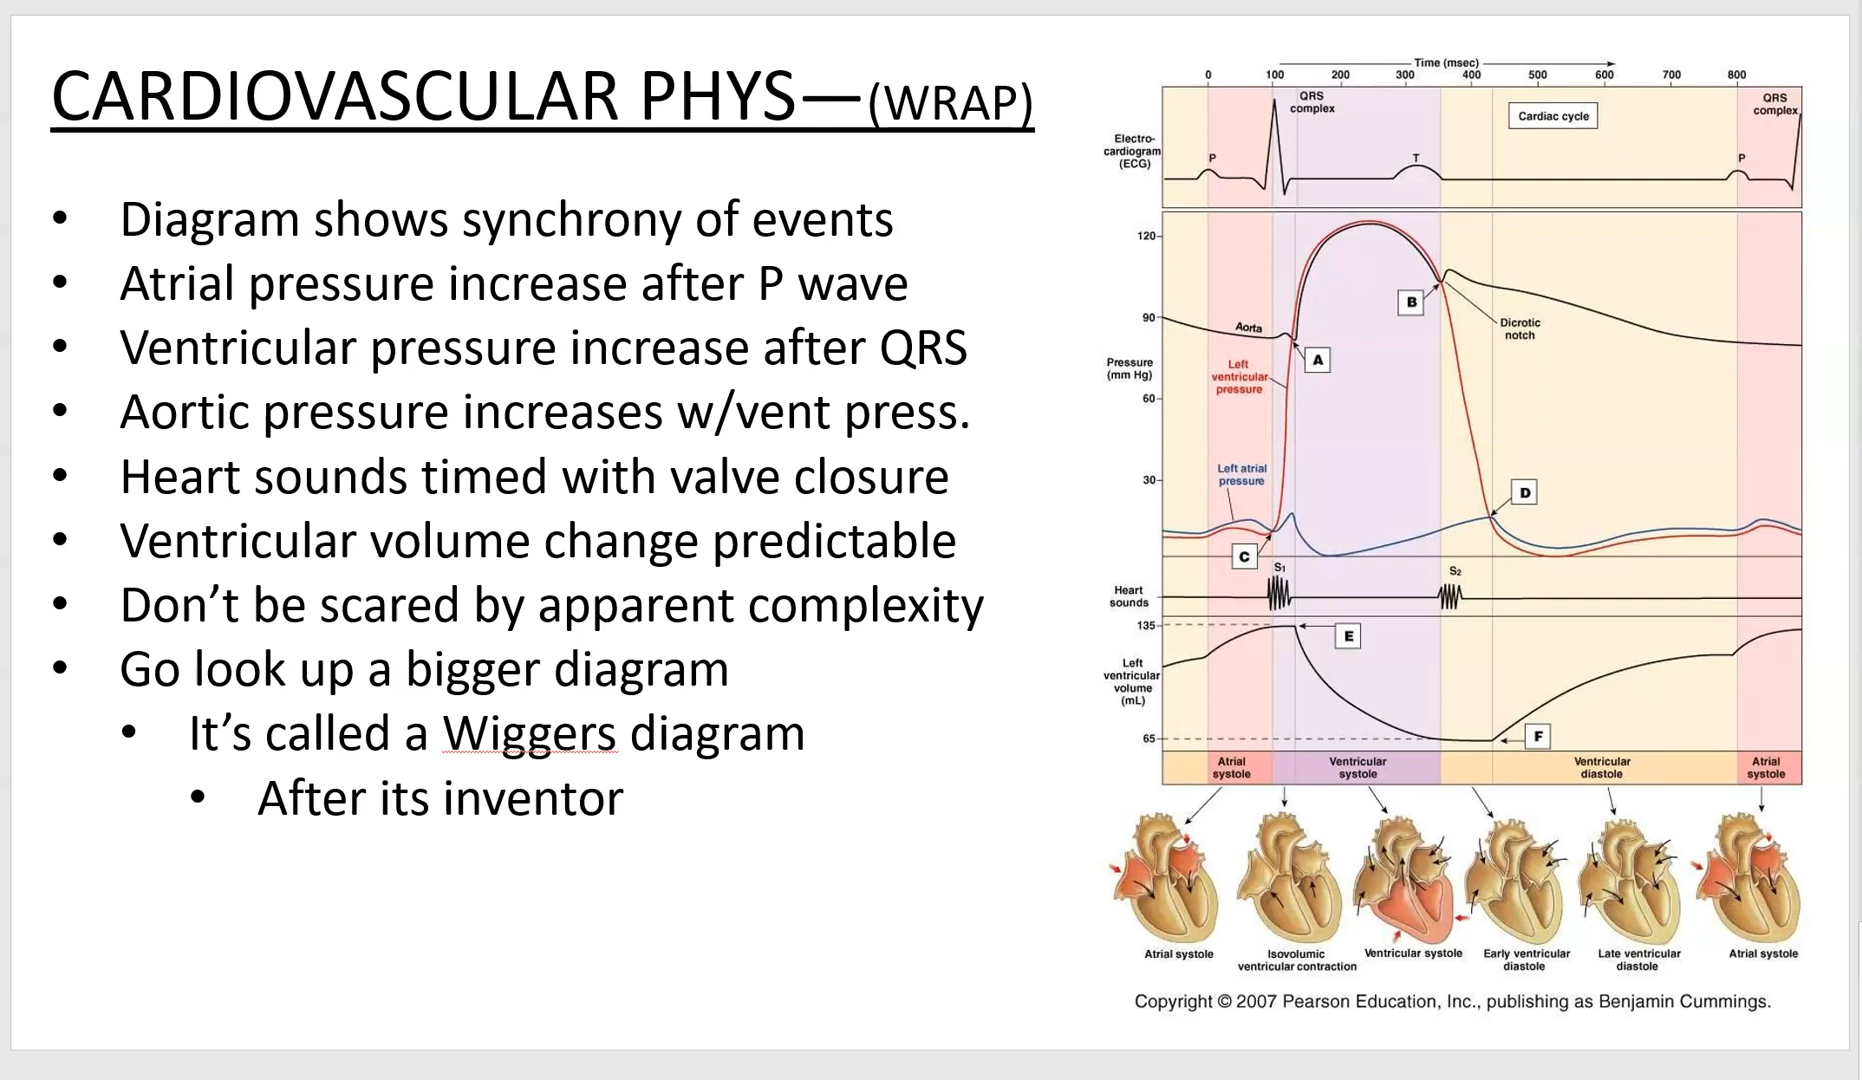 CARDIOVASCULAR PHYS—(WRAP)
• Diagram shows synchrony of events
• Atrial pressure increase after P wave
• Ventricular pressure increase after QRS
• Aortic pressure increases w/vent press.
• Heart sounds timed with valve closure
• Ventricular volume change predictable
• Don't be scared by apparent complexity
• Go look up a bigger diagram
• It's called a Wiggers diagram
• After its inventor
Time (msec)
0 100 200 300 400 500 600 700 800
QRS
complex
Cardiac cycle
QRS
complex
Electro-
cardiogram
(ECG)
P
T
P
120
B
90
Aorta
Dicrotic
notch
A
Pressure
(mm Hg)
Left
ventricular
pressure
60
Left atrial
pressure
30
D
C
S1
S2
Heart
sounds
135
E
Left
ventricular
volume
(mL)
65
F
Atrial
systole
Ventricular
systole
Ventricular
diastole
Atrial
systole
Atrial systole
Isovolumic
ventricular contraction
Ventricular systole
Early ventricular
diastole
Late ventricular
diastole
Atrial systole
Copyright © 2007 Pearson Education, Inc., publishing as Benjamin Cummings.